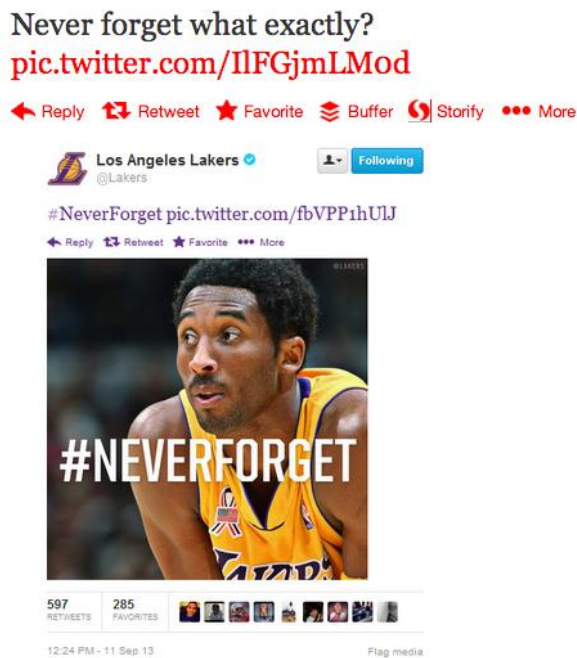 Never forget what exactly?
pic.twitter.com/IlFGjmLMod
Reply Retweet Favorite Buffer Storify More
Los Angeles Lakers
@Lakers
Following
#NeverForget pic.twitter.com/fbVPP1hUlJ
Reply Retweet Favorite More
@LAKERS
#NEVERFORGET
LAKERS
597 285
RETWEETS FAVORITES
12:24 PM - 11 Sep 13 Flag media